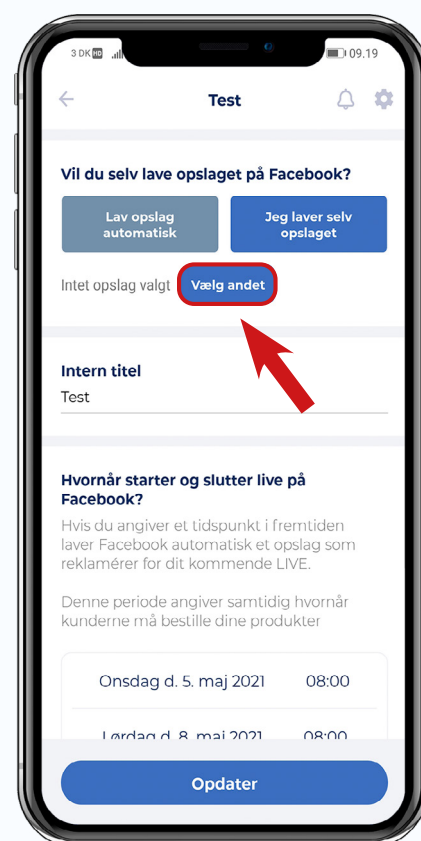 3 DK HD 09.19
Test
Vil du selv lave opslaget på Facebook?
Lav opslag
automatisk
Jeg laver selv
opslaget
Intet opslag valgt Vælg andet
Intern titel
Test
Hvornår starter og slutter live på
Facebook?
Hvis du angiver et tidspunkt i fremtiden
laver Facebook automatisk et opslag som
reklamérer for dit kommende LIVE.
Denne periode angiver samtidig hvornår
kunderne må bestille dine produkter
Onsdag d. 5. maj 2021 08:00
Lørdag d. 8. maj 2021 08:00
Opdater